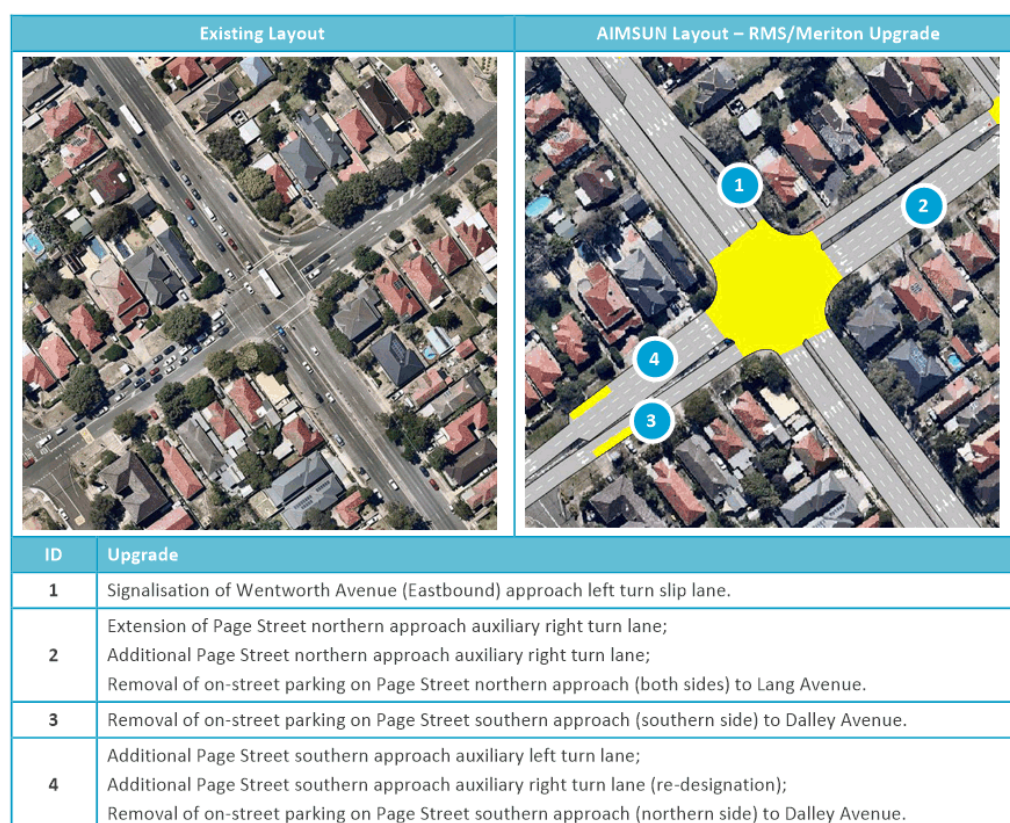 Existing Layout
AIMSUN Layout – RMS/Meriton Upgrade
1
2
4
3
ID Upgrade
1 Signalisation of Wentworth Avenue (Eastbound) approach left turn slip lane.
Extension of Page Street northern approach auxiliary right turn lane;
2 Additional Page Street northern approach auxiliary right turn lane;
Removal of on-street parking on Page Street northern approach (both sides) to Lang Avenue.
3 Removal of on-street parking on Page Street southern approach (southern side) to Dalley Avenue.
Additional Page Street southern approach auxiliary left turn lane;
4 Additional Page Street southern approach auxiliary right turn lane (re-designation);
Removal of on-street parking on Page Street southern approach (northern side) to Dalley Avenue.